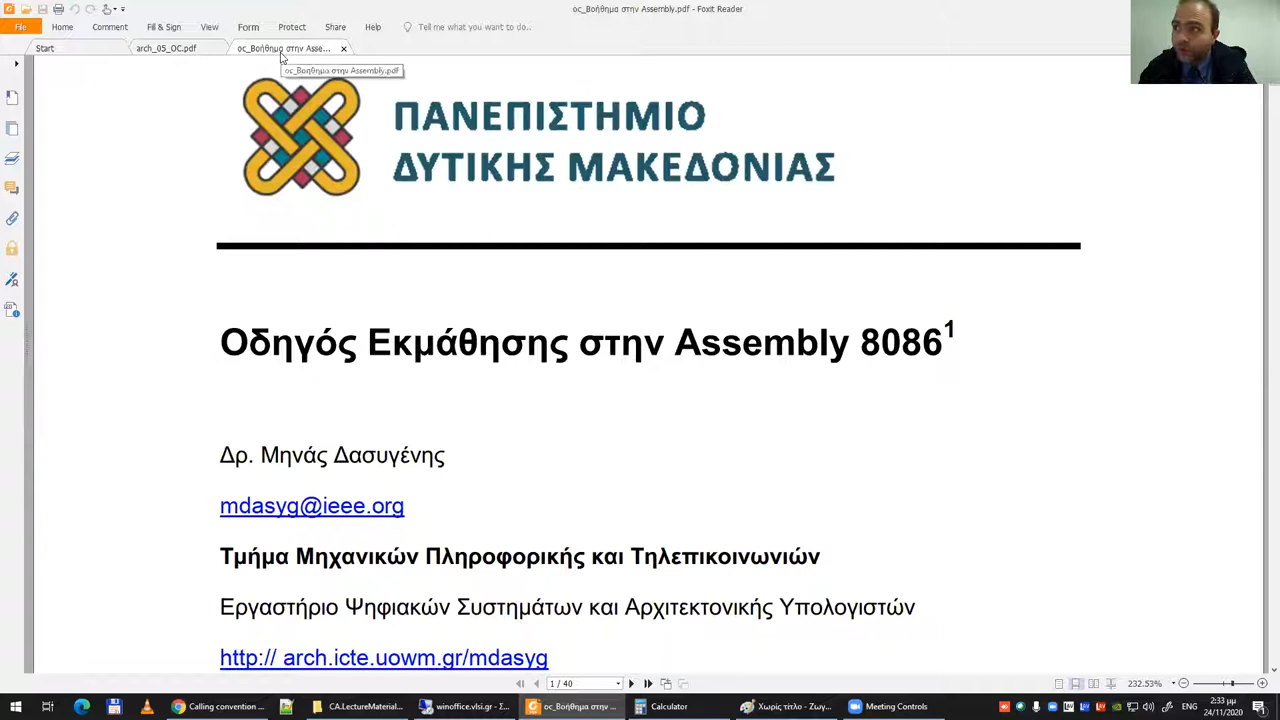 oc_Βοήθημα στην Assembly.pdf - Foxit Reader
File Home Comment Fill & Sign View Form Protect Share Help Tell me what you want to do..
Start arch_05_OC.pdf oc_Βοήθημα στην Asse...
oc_Βοήθημα στην Assembly.pdf
ΠΑΝΕΠΙΣΤΗΜΙΟ
ΔΥΤΙΚΗΣ ΜΑΚΕΔΟΝΙΑΣ
Οδηγός Εκμάθησης στην Assembly 8086¹
Δρ. Μηνάς Δασυγένης
mdasyg@ieee.org
Τμήμα Μηχανικών Πληροφορικής και Τηλεπικοινωνιών
Εργαστήριο Ψηφιακών Συστημάτων και Αρχιτεκτονικής Υπολογιστών
http:// arch.icte.uowm.gr/mdasyg
1 / 40
232.53%
Calling convention ... CA.LectureMaterial... winoffice.vlsi.gr - Σ... oc_Βοήθημα στην ... Calculator Χωρίς τίτλο - Ζωγ... Meeting Controls
2:33 μμ
24/11/2020